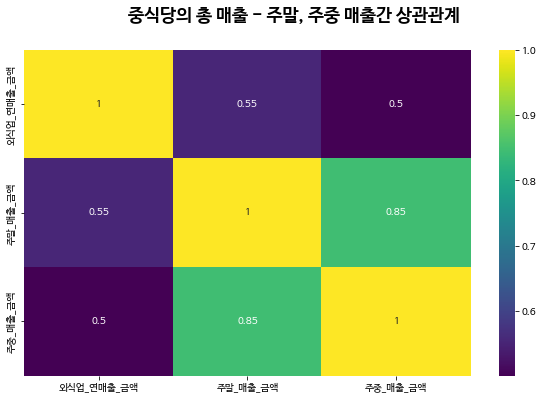 중식당의 총 매출 - 주말, 주중 매출간 상관관계
외식업_연매출_금액
1
0.55
0.5
주말_매출_금액
0.55
1
0.85
주중_매출_금액
0.5
0.85
1
외식업_연매출_금액
주말_매출_금액
주중_매출_금액
1.0
0.9
0.8
0.7
0.6